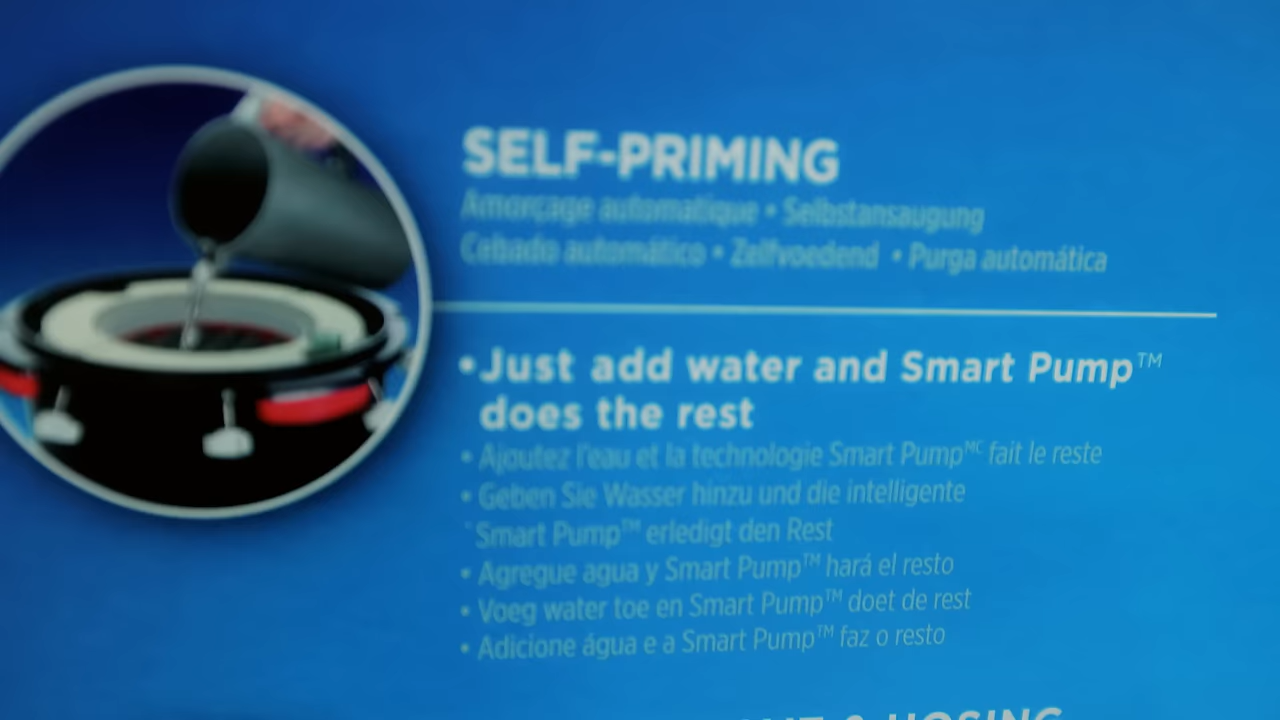 SELF-PRIMING
Amorçage automatique • Selbstansaugung
Cebado automático • Zelfvoedend • Purga automática
•Just add water and Smart Pump™
does the rest
• Ajoutez l'eau et la technologie Smart Pump MC fait le reste
• Geben Sie Wasser hinzu und die intelligente
Smart Pump™ erledigt den Rest
• Agregue agua y Smart Pump™ hará el resto
• Voeg water toe en Smart Pump™ doet de rest
• Adicione água e a Smart Pump™ faz o resto
& HOSING